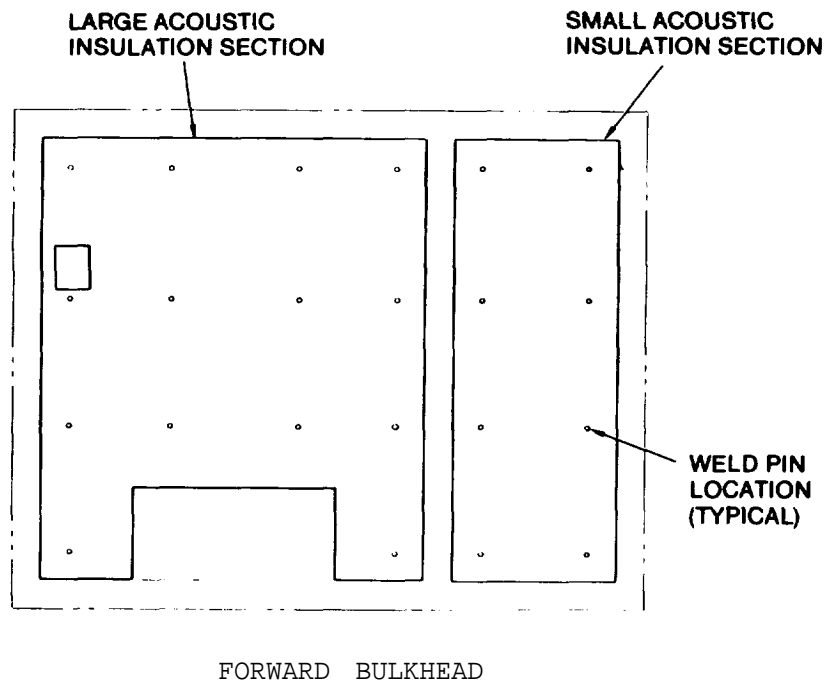 LARGE ACOUSTIC
INSULATION SECTION
SMALL ACOUSTIC
INSULATION SECTION
WELD PIN
LOCATION
(TYPICAL)
FORWARD BULKHEAD